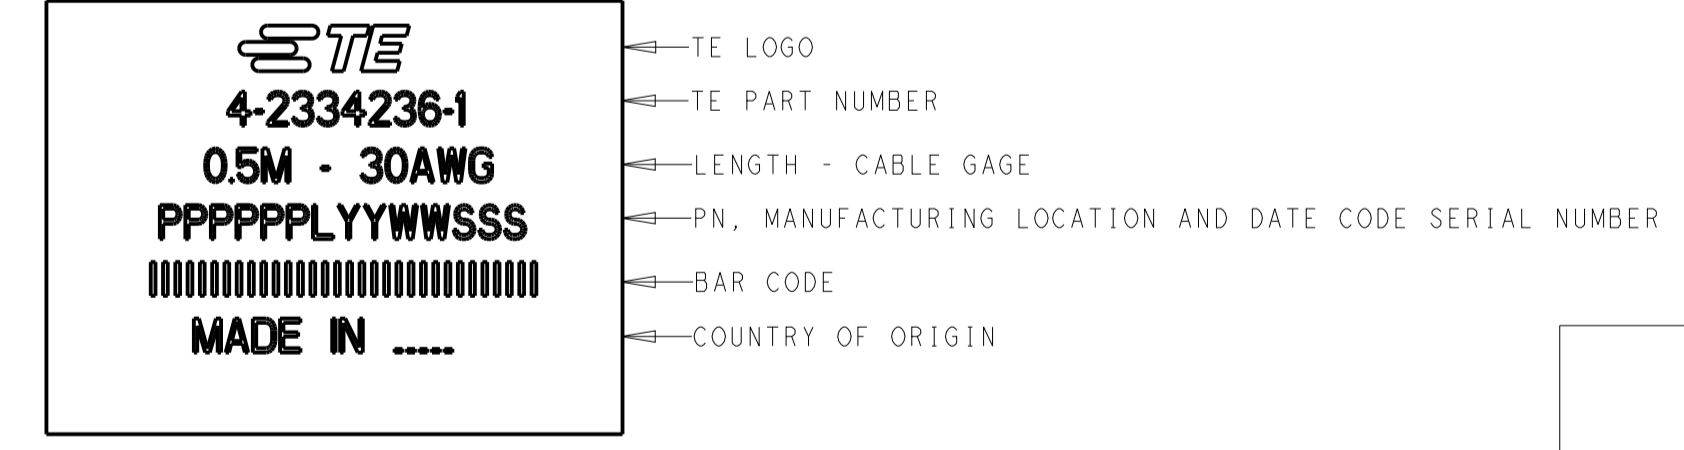 TE
4-2334236-1
0.5M - 30AWG
PPPPPPLYYWWSSS
MADE IN _____
TE LOGO
TE PART NUMBER
LENGTH - CABLE GAGE
PN, MANUFACTURING LOCATION AND DATE CODE SERIAL NUMBER
BAR CODE
COUNTRY OF ORIGIN